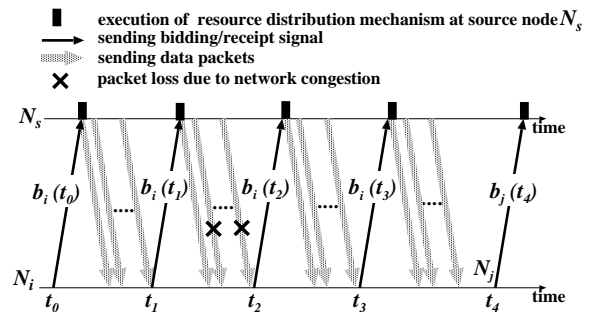 execution of resource distribution mechanism at source node N_s
sending bidding/receipt signal
sending data packets
packet loss due to network congestion
N_s time
b_i (t_0) .... b_i (t_1) .... b_i (t_2) .... b_i (t_3) .... b_j (t_4)
N_i N_j
t_0 t_1 t_2 t_3 t_4 time